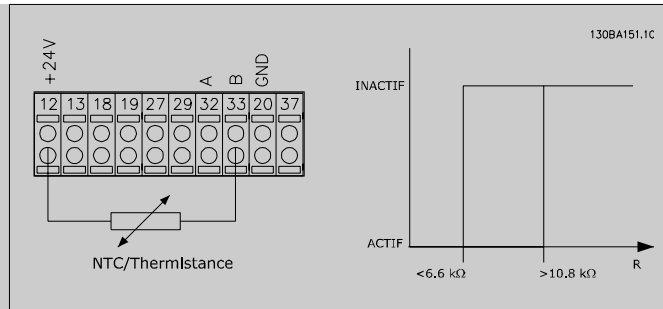 130BA151.10
+24V
A
B
GND
12 13 18 19 27 29 32 33 20 37
NTC/ThermIstance
INACTIF
ACTIF
R
<6.6 kΩ
>10.8 kΩ